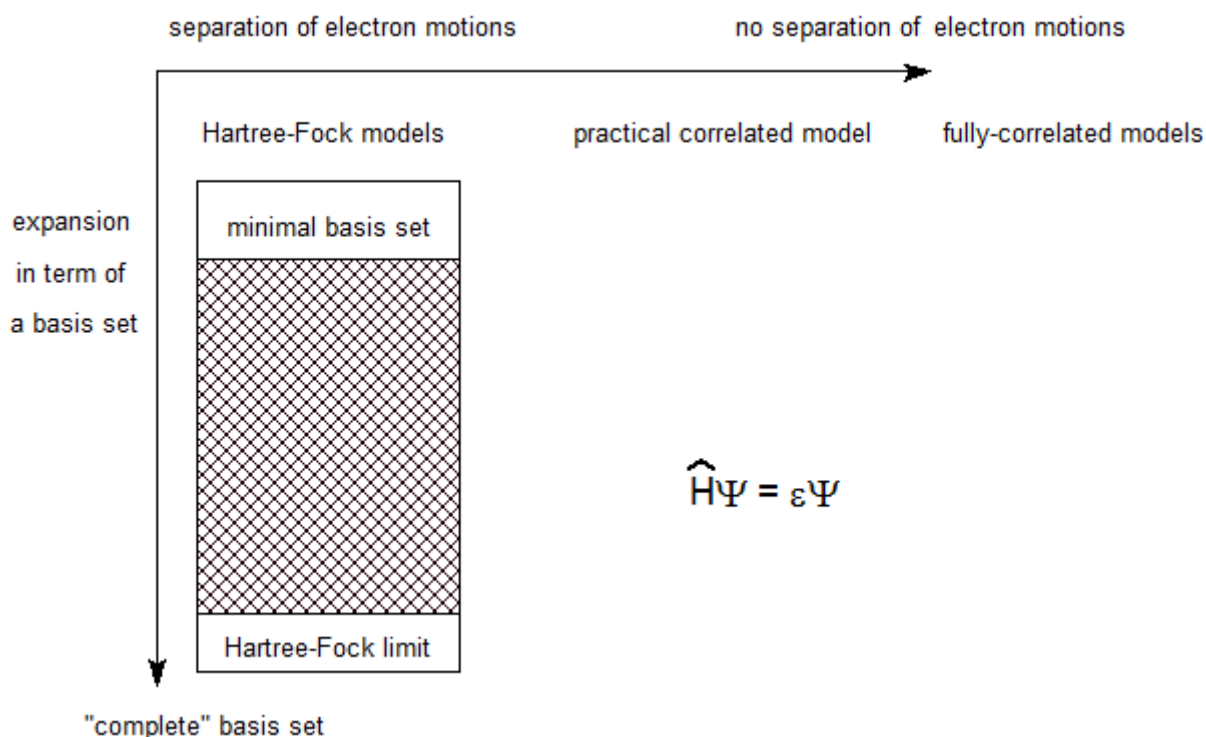 separation of electron motions
no separation of electron motions
Hartree-Fock models
practical correlated model
fully-correlated models
expansion
in term of
a basis set
minimal basis set
ĤΨ = εΨ
Hartree-Fock limit
"complete" basis set